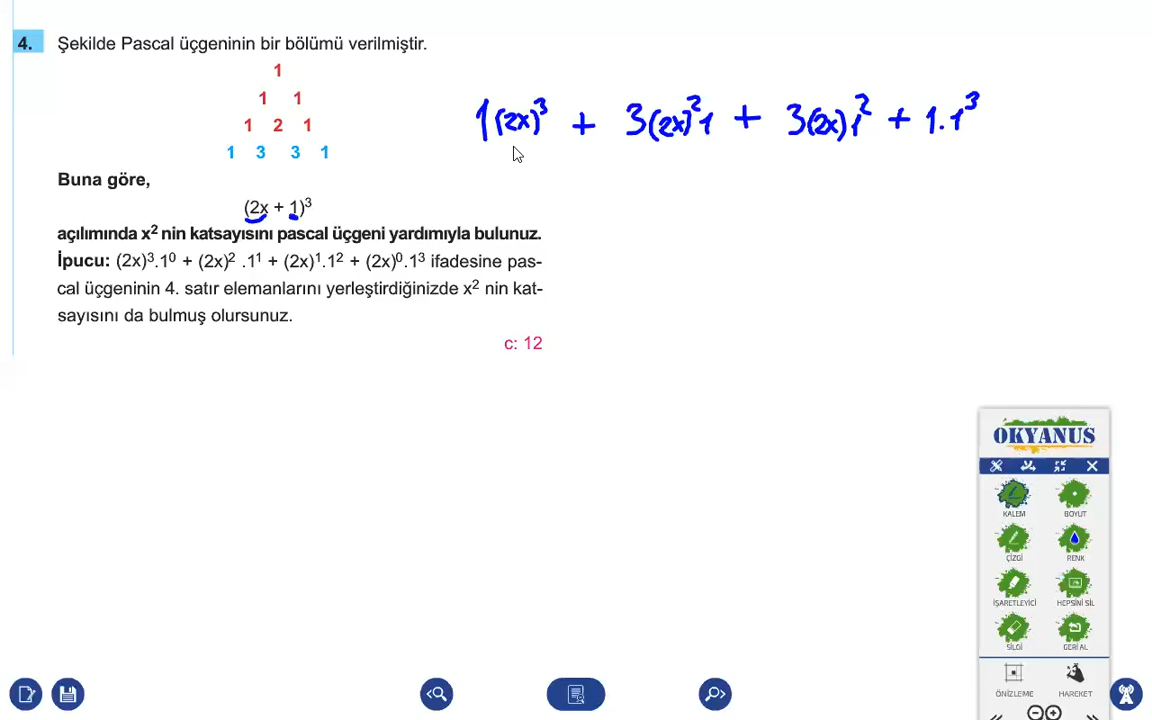 4. Şekilde Pascal üçgeninin bir bölümü verilmiştir.
1
1 1
1 2 1
1 3 3 1
1(2x)³ + 3(2x)²1 + 3(2x)1² + 1.1³
Buna göre,
(2x + 1)³
açılımında x² nin katsayısını pascal üçgeni yardımıyla bulunuz.
İpucu: (2x)³.1⁰ + (2x)² .1¹ + (2x)¹.1² + (2x)⁰.1³ ifadesine pas-
cal üçgeninin 4. satır elemanlarını yerleştirdiğinizde x² nin kat-
sayısını da bulmuş olursunuz.
c: 12
OKYANUS
KALEM BOYUT
ÇİZGİ RENK
İŞARETLEYİCİ HEPSİNİ SİL
SİLGİ GERİ AL
ÖNİZLEME HAREKET